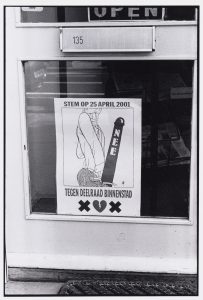 OPEN
135
STEM OP 25 APRIL 2001
NEE
TEGEN DEELRAAD BINNENSTAD